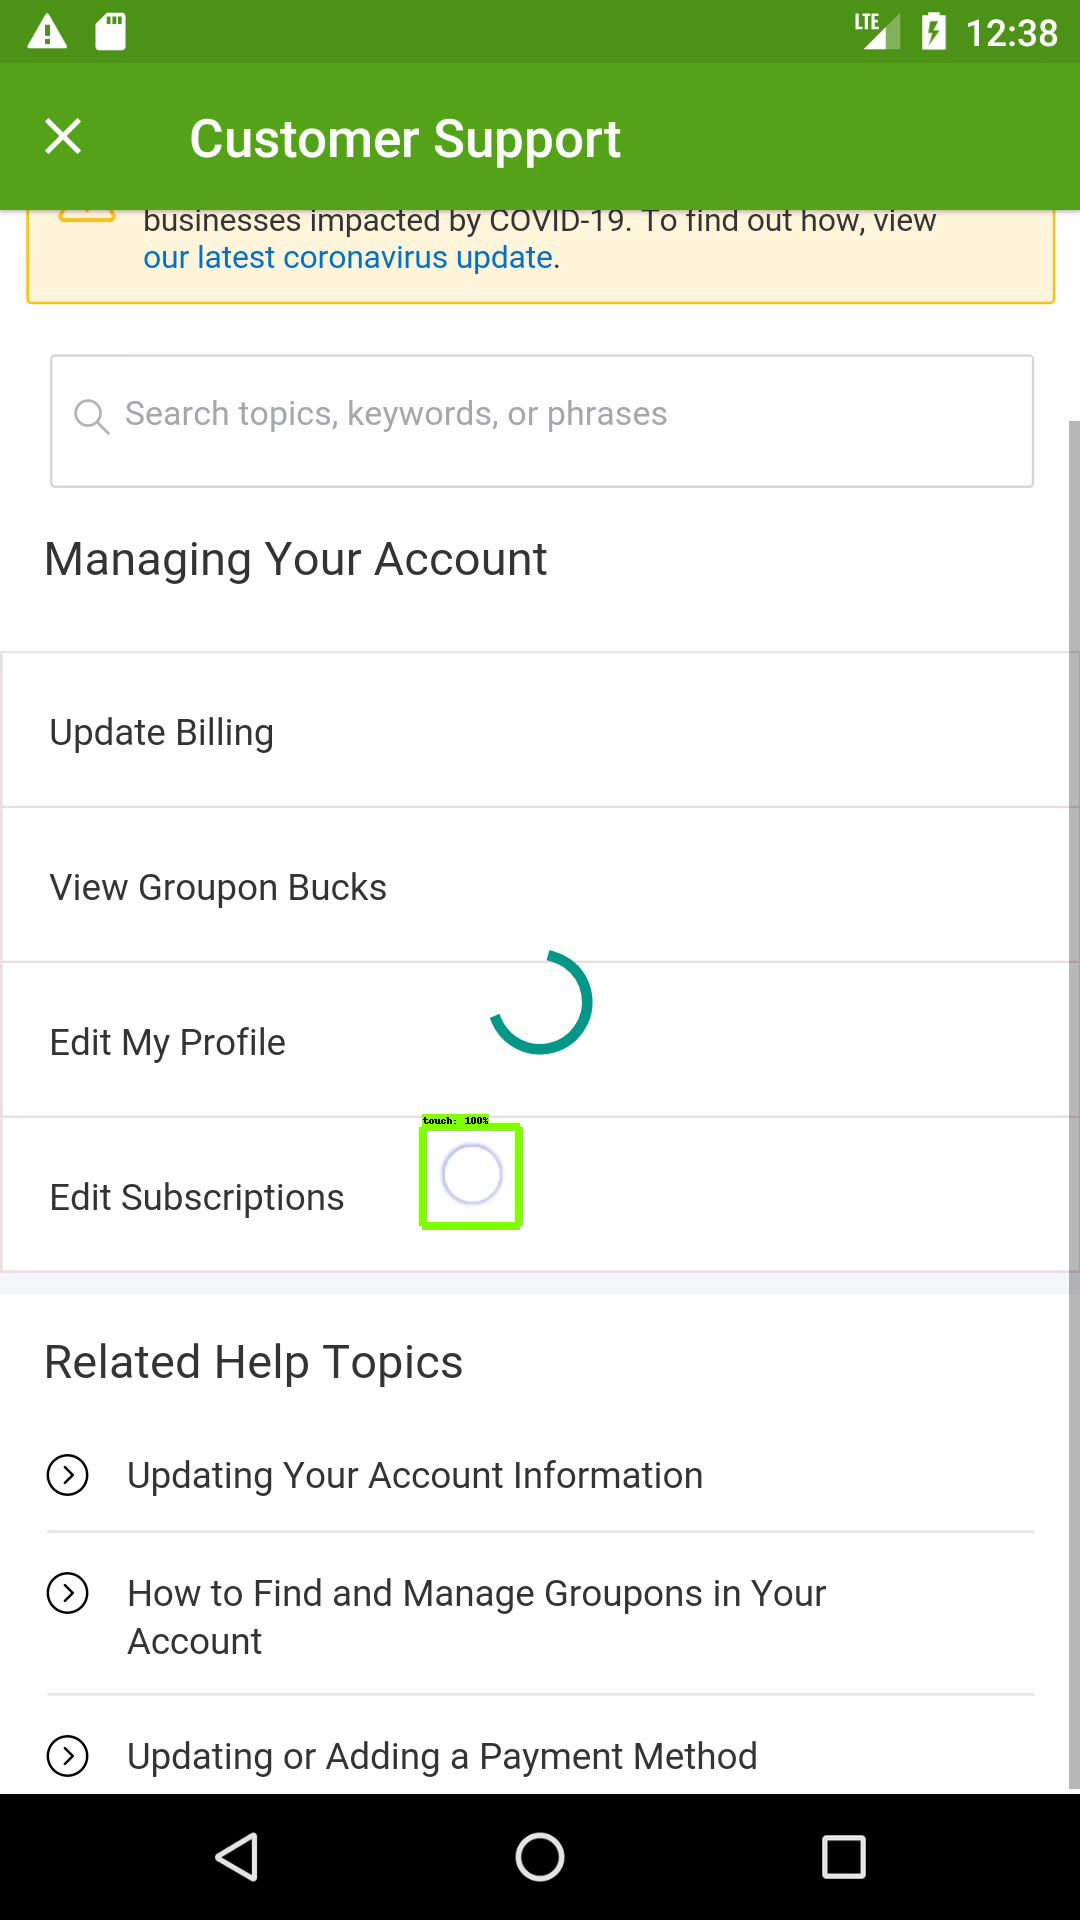 LTE 12:38
Customer Support
businesses impacted by COVID-19. To find out how, view
our latest coronavirus update.
Search topics, keywords, or phrases
Managing Your Account
Update Billing
View Groupon Bucks
Edit My Profile
touch: 100%
Edit Subscriptions
Related Help Topics
Updating Your Account Information
How to Find and Manage Groupons in Your
Account
Updating or Adding a Payment Method